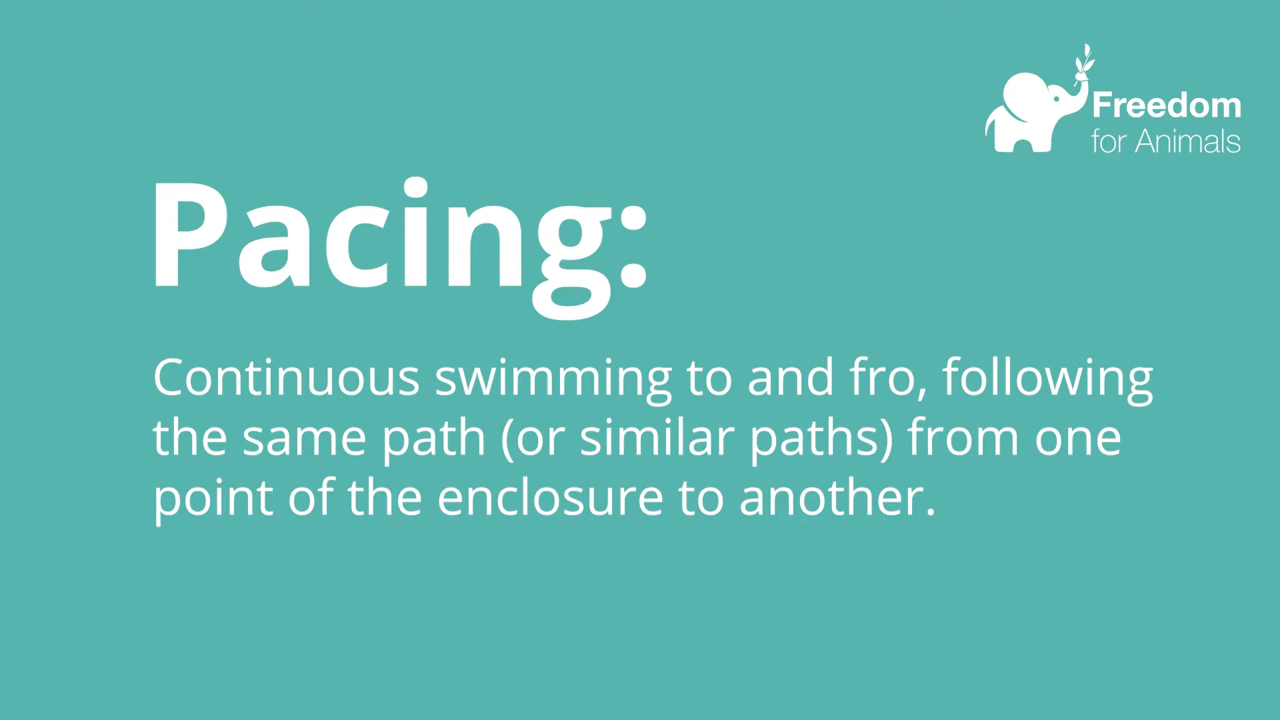 Freedom
for Animals
Pacing:
Continuous swimming to and fro, following
the same path (or similar paths) from one
point of the enclosure to another.